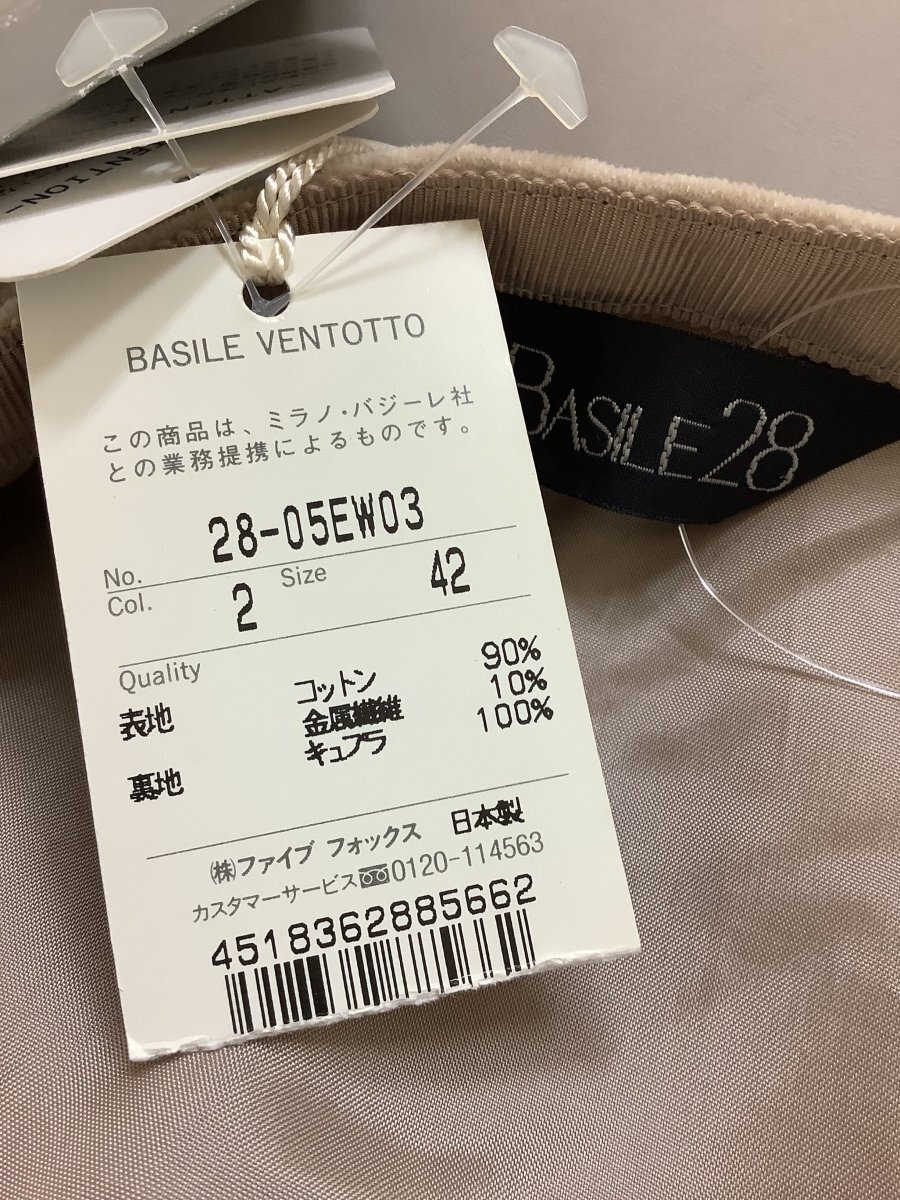 -ATTENTI
ENTION-
BASILE VENTOTTO
この商品は、ミラノ・バジーレ社
との業務提携によるものです。
No. 28-05EW03
Col. 2 Size 42
Quality
表地 コットン 90%
金属繊維 10%
裏地 キュプラ 100%
日本製
㈱ファイブ フォックス
カスタマーサービス 0120-114563
4518362885662
BASILE28